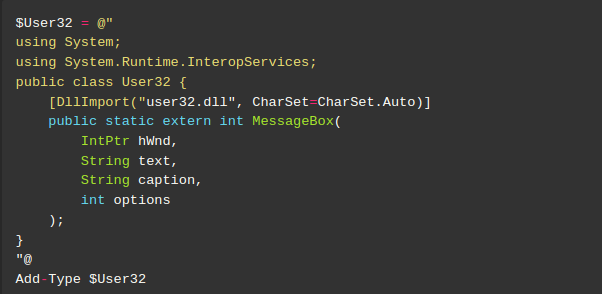 $User32 = @"
using System;
using System.Runtime.InteropServices;
public class User32 {
    [DllImport("user32.dll", CharSet=CharSet.Auto)]
    public static extern int MessageBox(
        IntPtr hWnd,
        String text,
        String caption,
        int options
    );
}
"@
Add-Type $User32